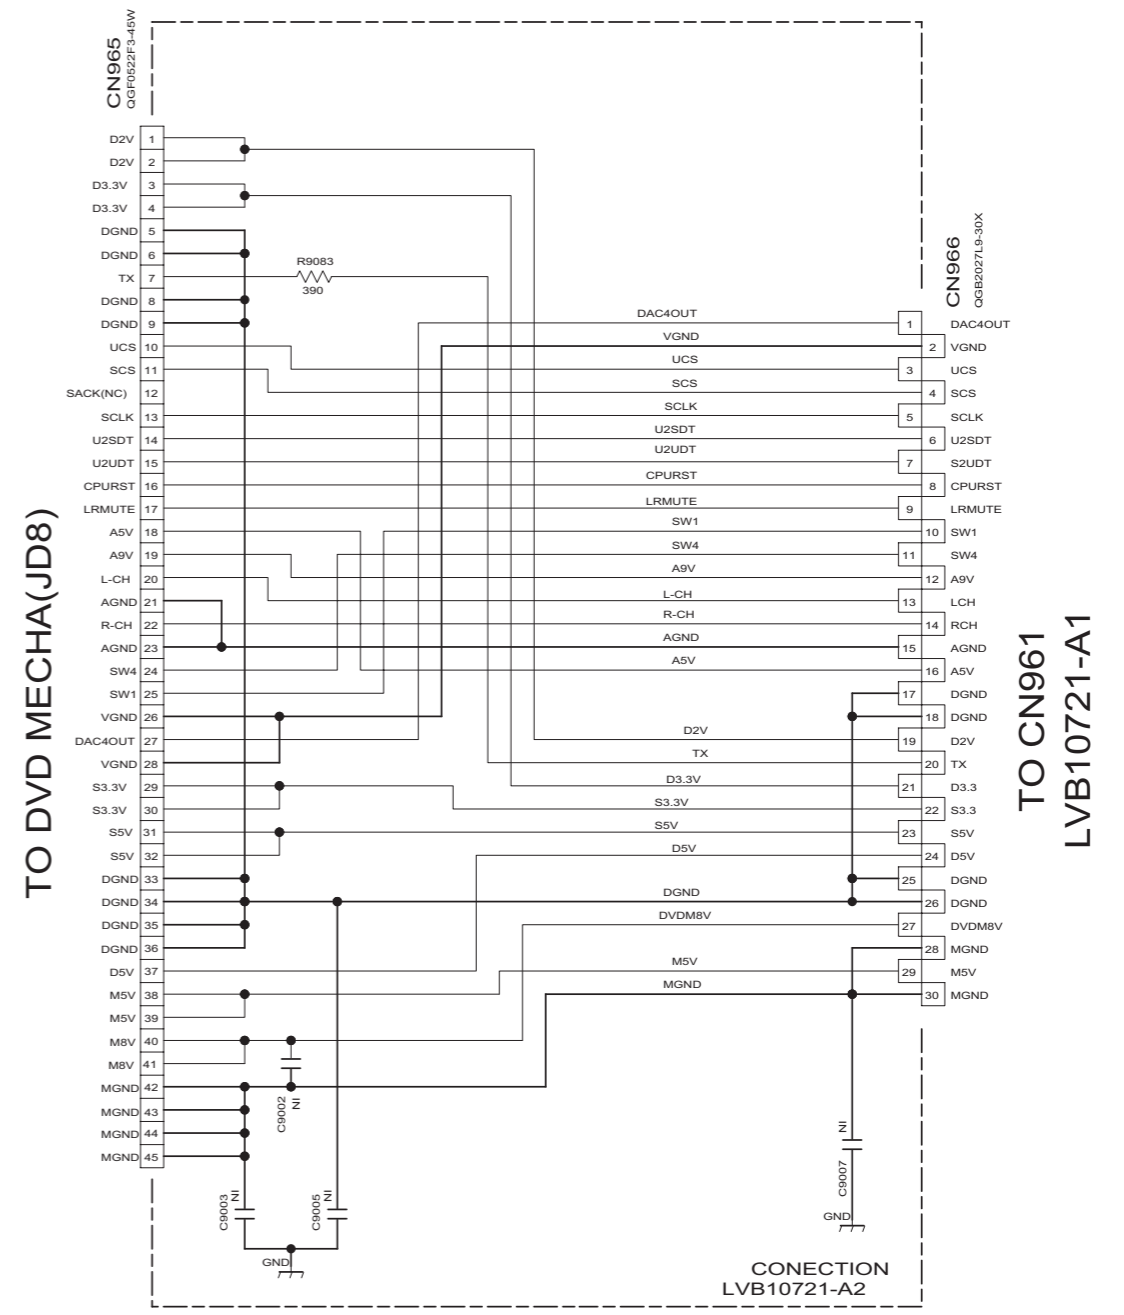 CN965
QGF0522F3-45W
D2V 1
D2V 2
D3.3V 3
D3.3V 4
DGND 5
DGND 6
TX 7
DGND 8
DGND 9
UCS 10
SCS 11
SACK(NC) 12
SCLK 13
U2SDT 14
U2UDT 15
CPURST 16
LRMUTE 17
A5V 18
A9V 19
L-CH 20
AGND 21
R-CH 22
AGND 23
SW4 24
SW1 25
VGND 26
DAC4OUT 27
VGND 28
S3.3V 29
S3.3V 30
S5V 31
S5V 32
DGND 33
DGND 34
DGND 35
DGND 36
D5V 37
M5V 38
M5V 39
M8V 40
M8V 41
MGND 42
MGND 43
MGND 44
MGND 45
TO DVD MECHA(JD8)
R9083
390
DAC4OUT
VGND
UCS
SCS
SCLK
U2SDT
U2UDT
CPURST
LRMUTE
SW1
SW4
A9V
L-CH
R-CH
AGND
A5V
D2V
TX
D3.3V
S3.3V
S5V
D5V
DGND
DVDM8V
M5V
MGND
C9002
NI
C9003
NI
C9005
NI
GND
C9007
NI
GND
CN966
QGB2027L9-30X
1 DAC4OUT
2 VGND
3 UCS
4 SCS
5 SCLK
6 U2SDT
7 S2UDT
8 CPURST
9 LRMUTE
10 SW1
11 SW4
12 A9V
13 LCH
14 RCH
15 AGND
16 A5V
17 DGND
18 DGND
19 D2V
20 TX
21 D3.3
22 S3.3
23 S5V
24 D5V
25 DGND
26 DGND
27 DVDM8V
28 MGND
29 M5V
30 MGND
TO CN961
LVB10721-A1
CONECTION
LVB10721-A2